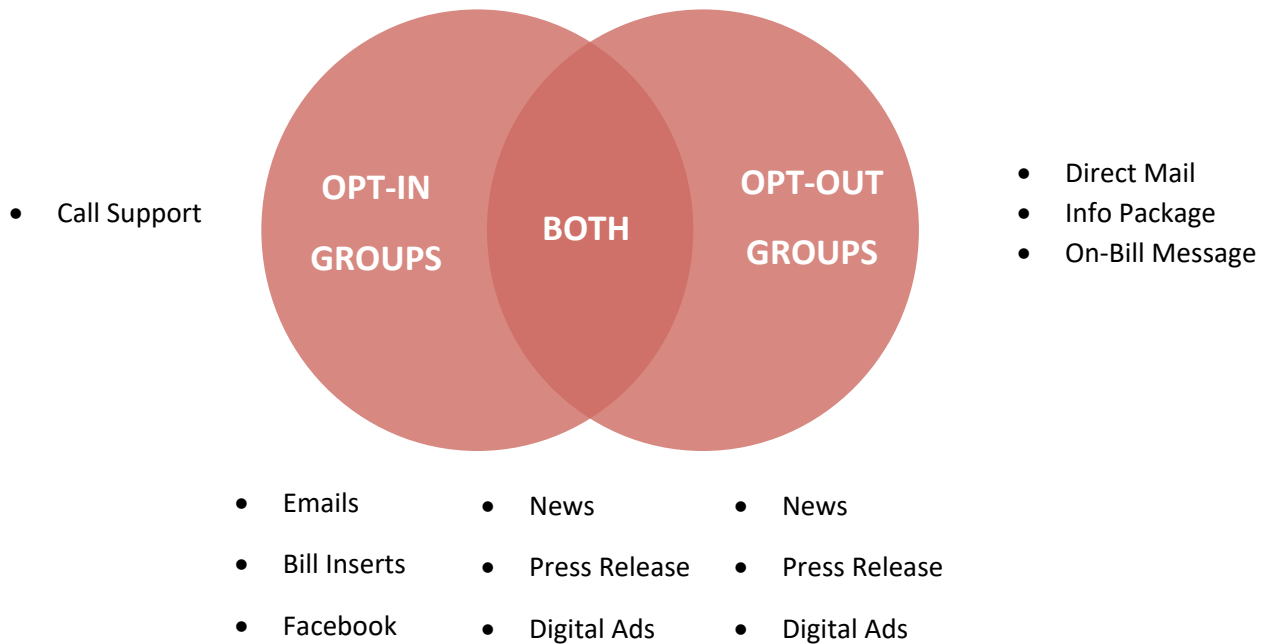 • Call Support
OPT-IN
GROUPS
BOTH
OPT-OUT
GROUPS
• Direct Mail
• Info Package
• On-Bill Message
• Emails
• Bill Inserts
• Facebook
• News
• Press Release
• Digital Ads
• News
• Press Release
• Digital Ads